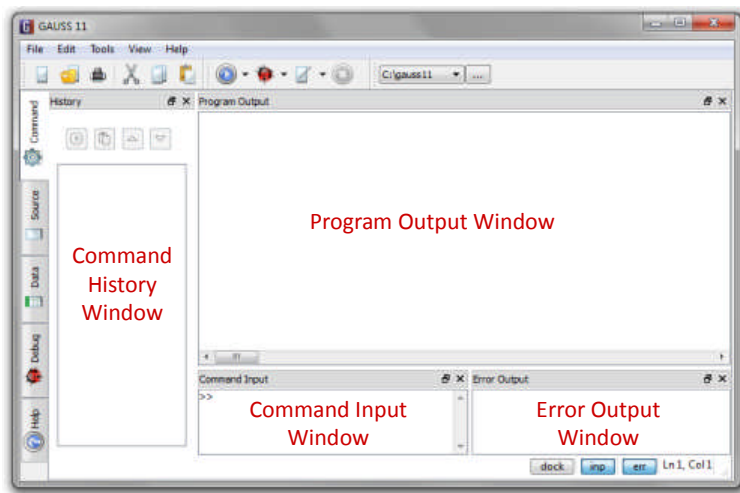 GAUSS 11
File Edit Tools View Help
C:\gauss11 ...
Command
Source
Data
Debug
Help
History
Program Output
Program Output Window
Command
History
Window
Command Input
>>
Command Input
Window
Error Output
Error Output
Window
dock inp err Ln 1, Col 1